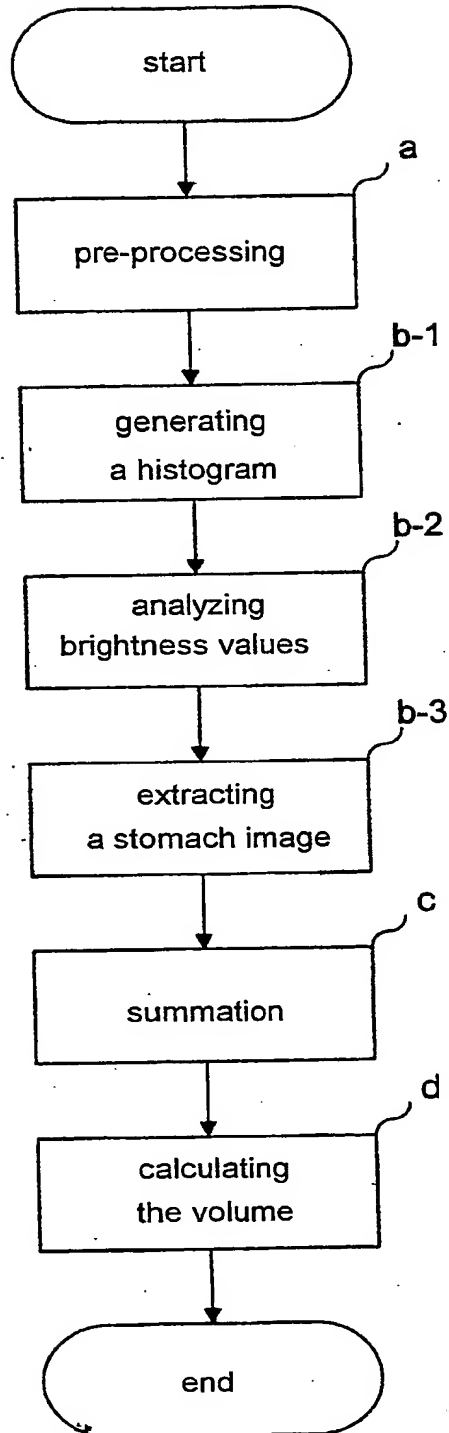 start
a
pre-processing
b-1
generating
a histogram
b-2
analyzing
brightness values
b-3
extracting
a stomach image
c
summation
d
calculating
the volume
end